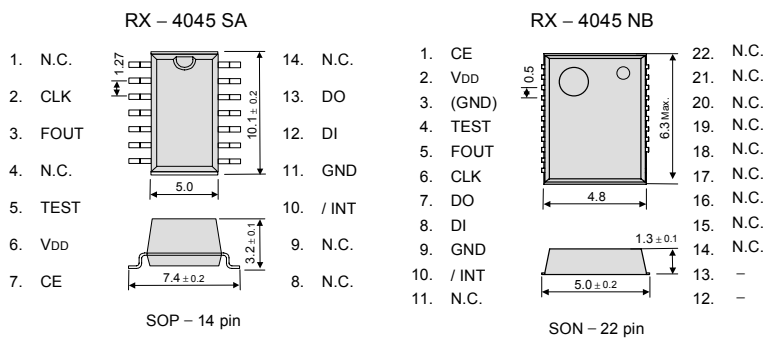 RX – 4045 SA
1. N.C.
2. CLK
3. FOUT
4. N.C.
5. TEST
6. VDD
7. CE
14. N.C.
13. DO
12. DI
11. GND
10. / INT
9. N.C.
8. N.C.
1.27
10.1 ± 0.2
5.0
3.2 ± 0.1
7.4 ± 0.2
SOP – 14 pin
RX – 4045 NB
1. CE
2. VDD
3. (GND)
4. TEST
5. FOUT
6. CLK
7. DO
8. DI
9. GND
10. / INT
11. N.C.
22. N.C.
21. N.C.
20. N.C.
19. N.C.
18. N.C.
17. N.C.
16. N.C.
15. N.C.
14. N.C.
13. –
12. –
0.5
6.3 Max.
4.8
1.3 ± 0.1
5.0 ± 0.2
SON – 22 pin